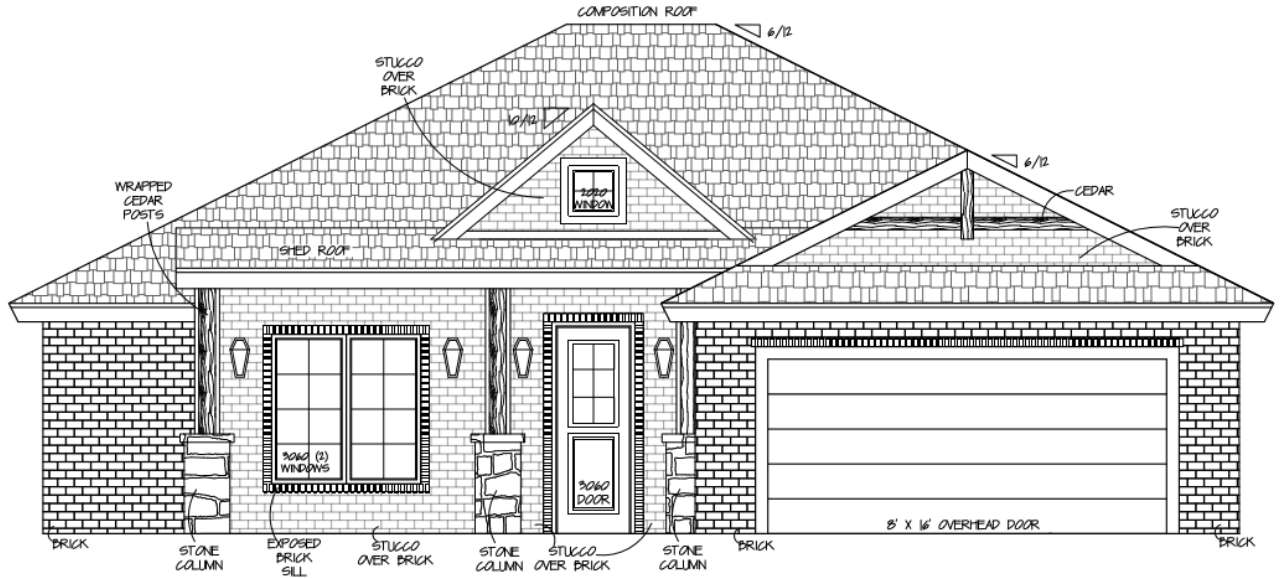 COMPOSITION ROOF
6/12
STUCCO
OVER
BRICK
10/12
6/12
WRAPPED
CEDAR
POSTS
2020
WINDOW
CEDAR
STUCCO
OVER
BRICK
SHED ROOF
3060 (2)
WINDOWS
3060
DOOR
8' X 16' OVERHEAD DOOR
BRICK
STONE
COLUMN
EXPOSED
BRICK
SILL
STUCCO
OVER BRICK
STONE
COLUMN
STUCCO
OVER BRICK
STONE
COLUMN
BRICK
BRICK